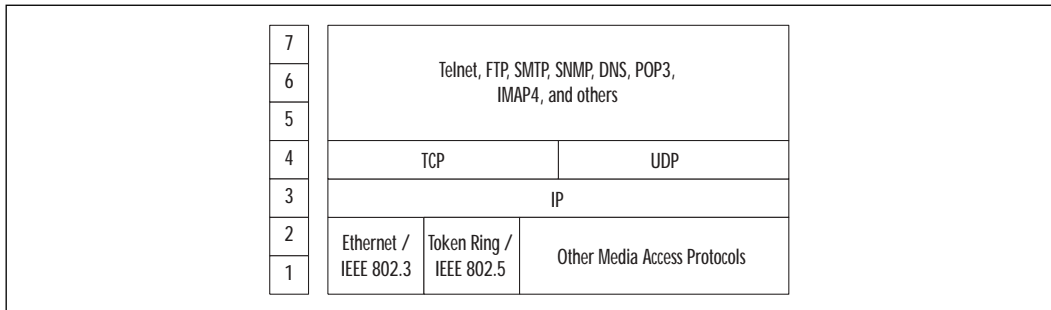 7
6
5
4
3
2
1
Telnet, FTP, SMTP, SNMP, DNS, POP3,
IMAP4, and others
TCP
UDP
IP
Ethernet /
IEEE 802.3
Token Ring /
IEEE 802.5
Other Media Access Protocols